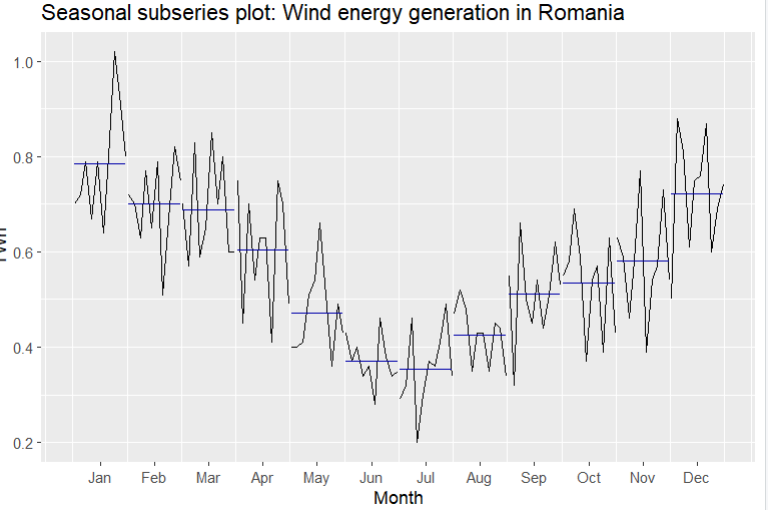 Seasonal subseries plot: Wind energy generation in Romania
1.0
0.8
0.6
0.4
0.2
Jan Feb Mar Apr May Jun Jul Aug Sep Oct Nov Dec
Month